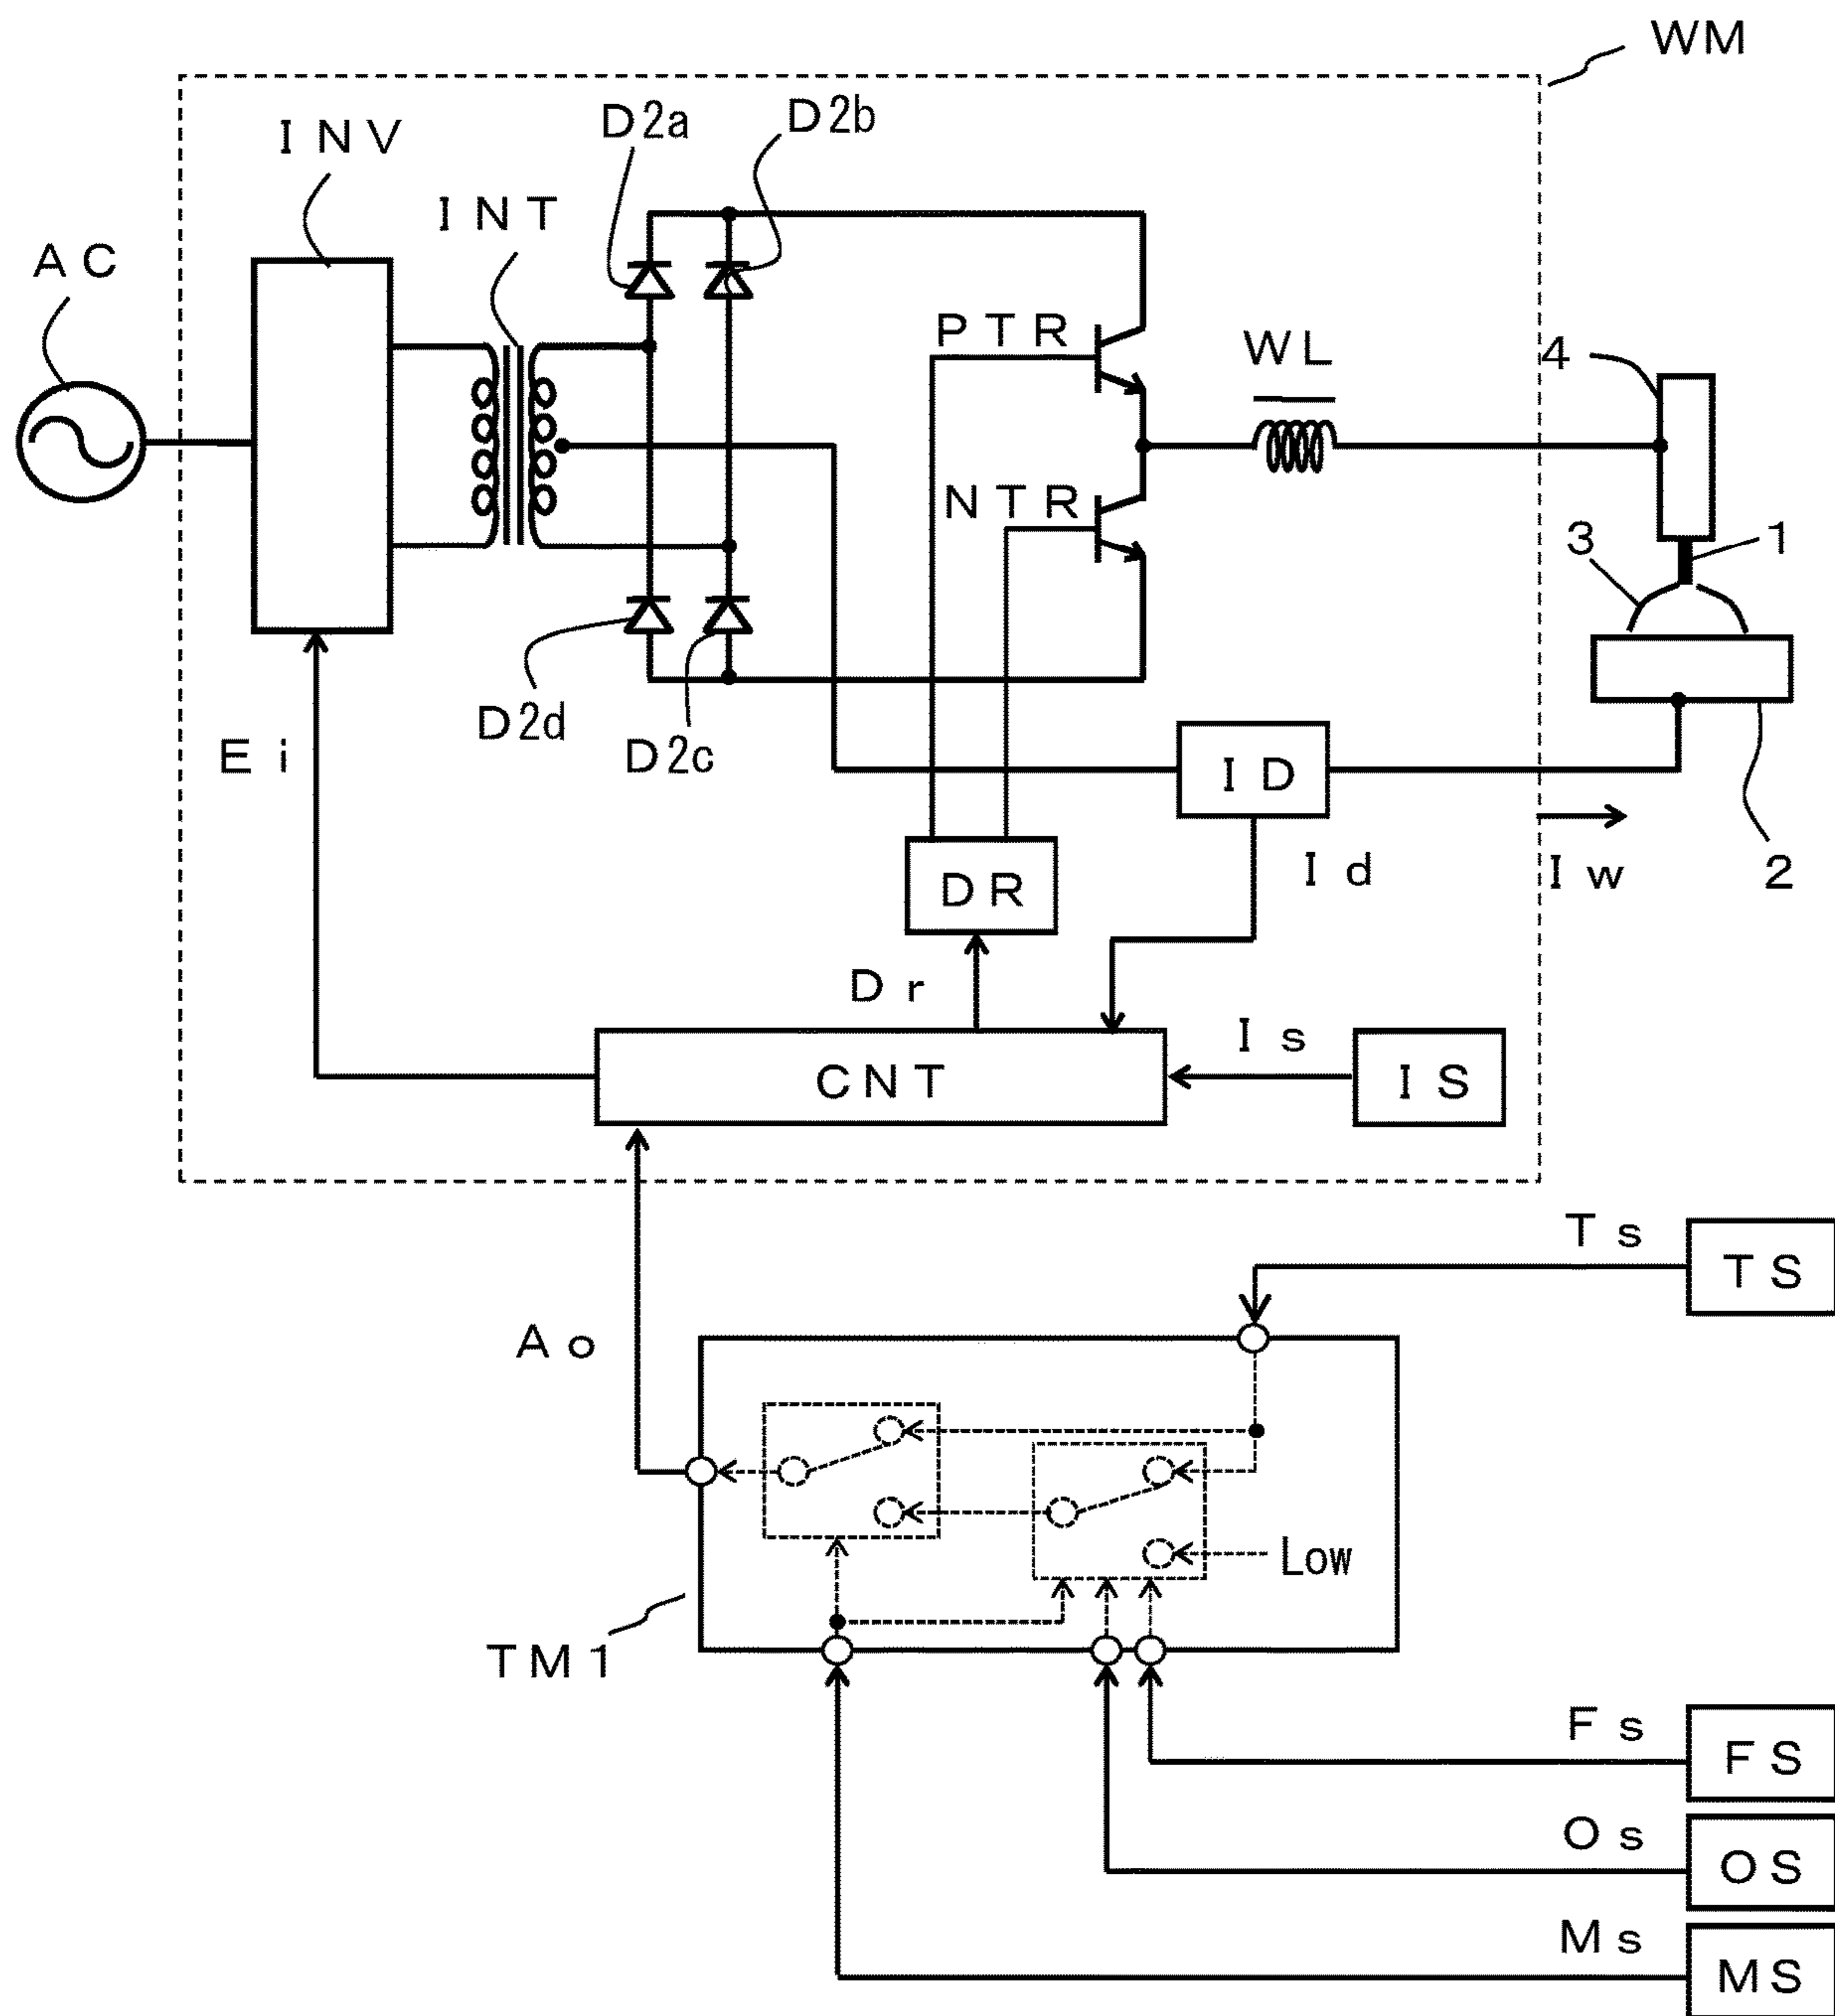 WM
D2a
D2b
INV
INT
AC
PTR
WL
4
NTR
3
1
D2d
D2c
Ei
ID
Id
Iw
2
DR
Dr
Is
CNT
IS
Ts
TS
Ao
Low
TM1
Fs
FS
Os
OS
Ms
MS